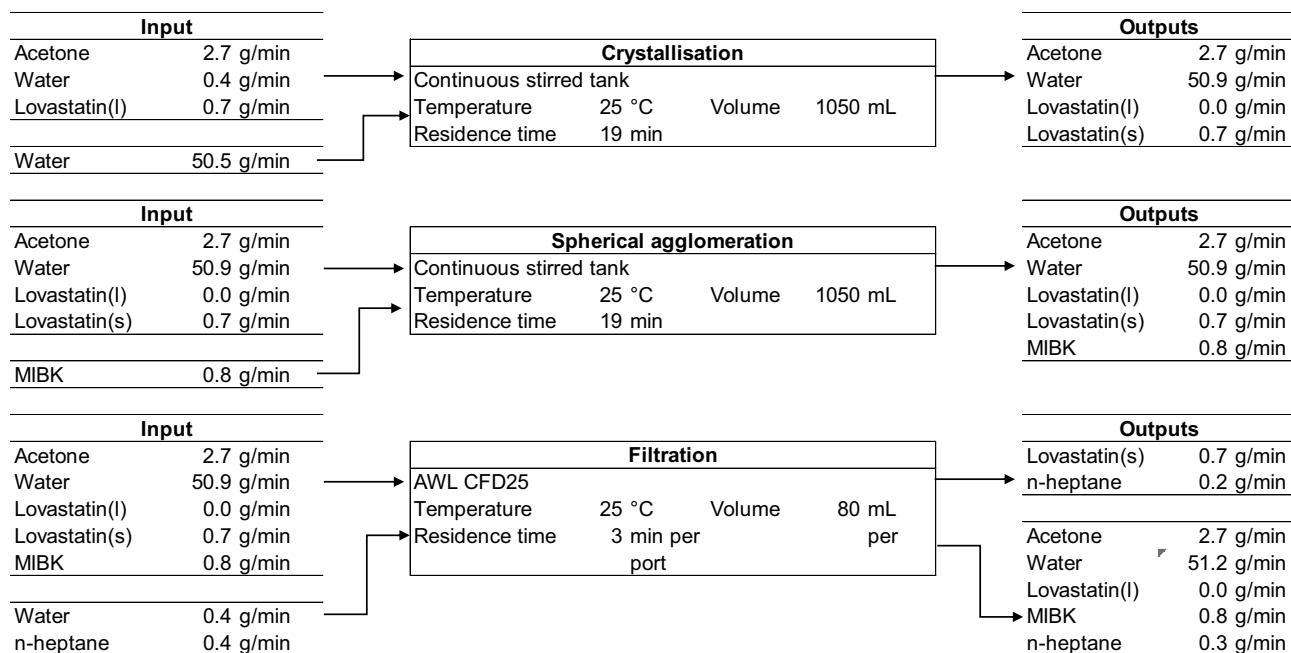 Input
Acetone 2.7 g/min
Water 0.4 g/min
Lovastatin(l) 0.7 g/min
Water 50.5 g/min
Crystallisation
Continuous stirred tank
Temperature 25 °C Volume 1050 mL
Residence time 19 min
Outputs
Acetone 2.7 g/min
Water 50.9 g/min
Lovastatin(l) 0.0 g/min
Lovastatin(s) 0.7 g/min
Input
Acetone 2.7 g/min
Water 50.9 g/min
Lovastatin(l) 0.0 g/min
Lovastatin(s) 0.7 g/min
MIBK 0.8 g/min
Spherical agglomeration
Continuous stirred tank
Temperature 25 °C Volume 1050 mL
Residence time 19 min
Outputs
Acetone 2.7 g/min
Water 50.9 g/min
Lovastatin(l) 0.0 g/min
Lovastatin(s) 0.7 g/min
MIBK 0.8 g/min
Input
Acetone 2.7 g/min
Water 50.9 g/min
Lovastatin(l) 0.0 g/min
Lovastatin(s) 0.7 g/min
MIBK 0.8 g/min
Water 0.4 g/min
n-heptane 0.4 g/min
Filtration
AWL CFD25
Temperature 25 °C Volume 80 mL
Residence time 3 min per per
port
Outputs
Lovastatin(s) 0.7 g/min
n-heptane 0.2 g/min
Acetone 2.7 g/min
Water 51.2 g/min
Lovastatin(l) 0.0 g/min
MIBK 0.8 g/min
n-heptane 0.3 g/min